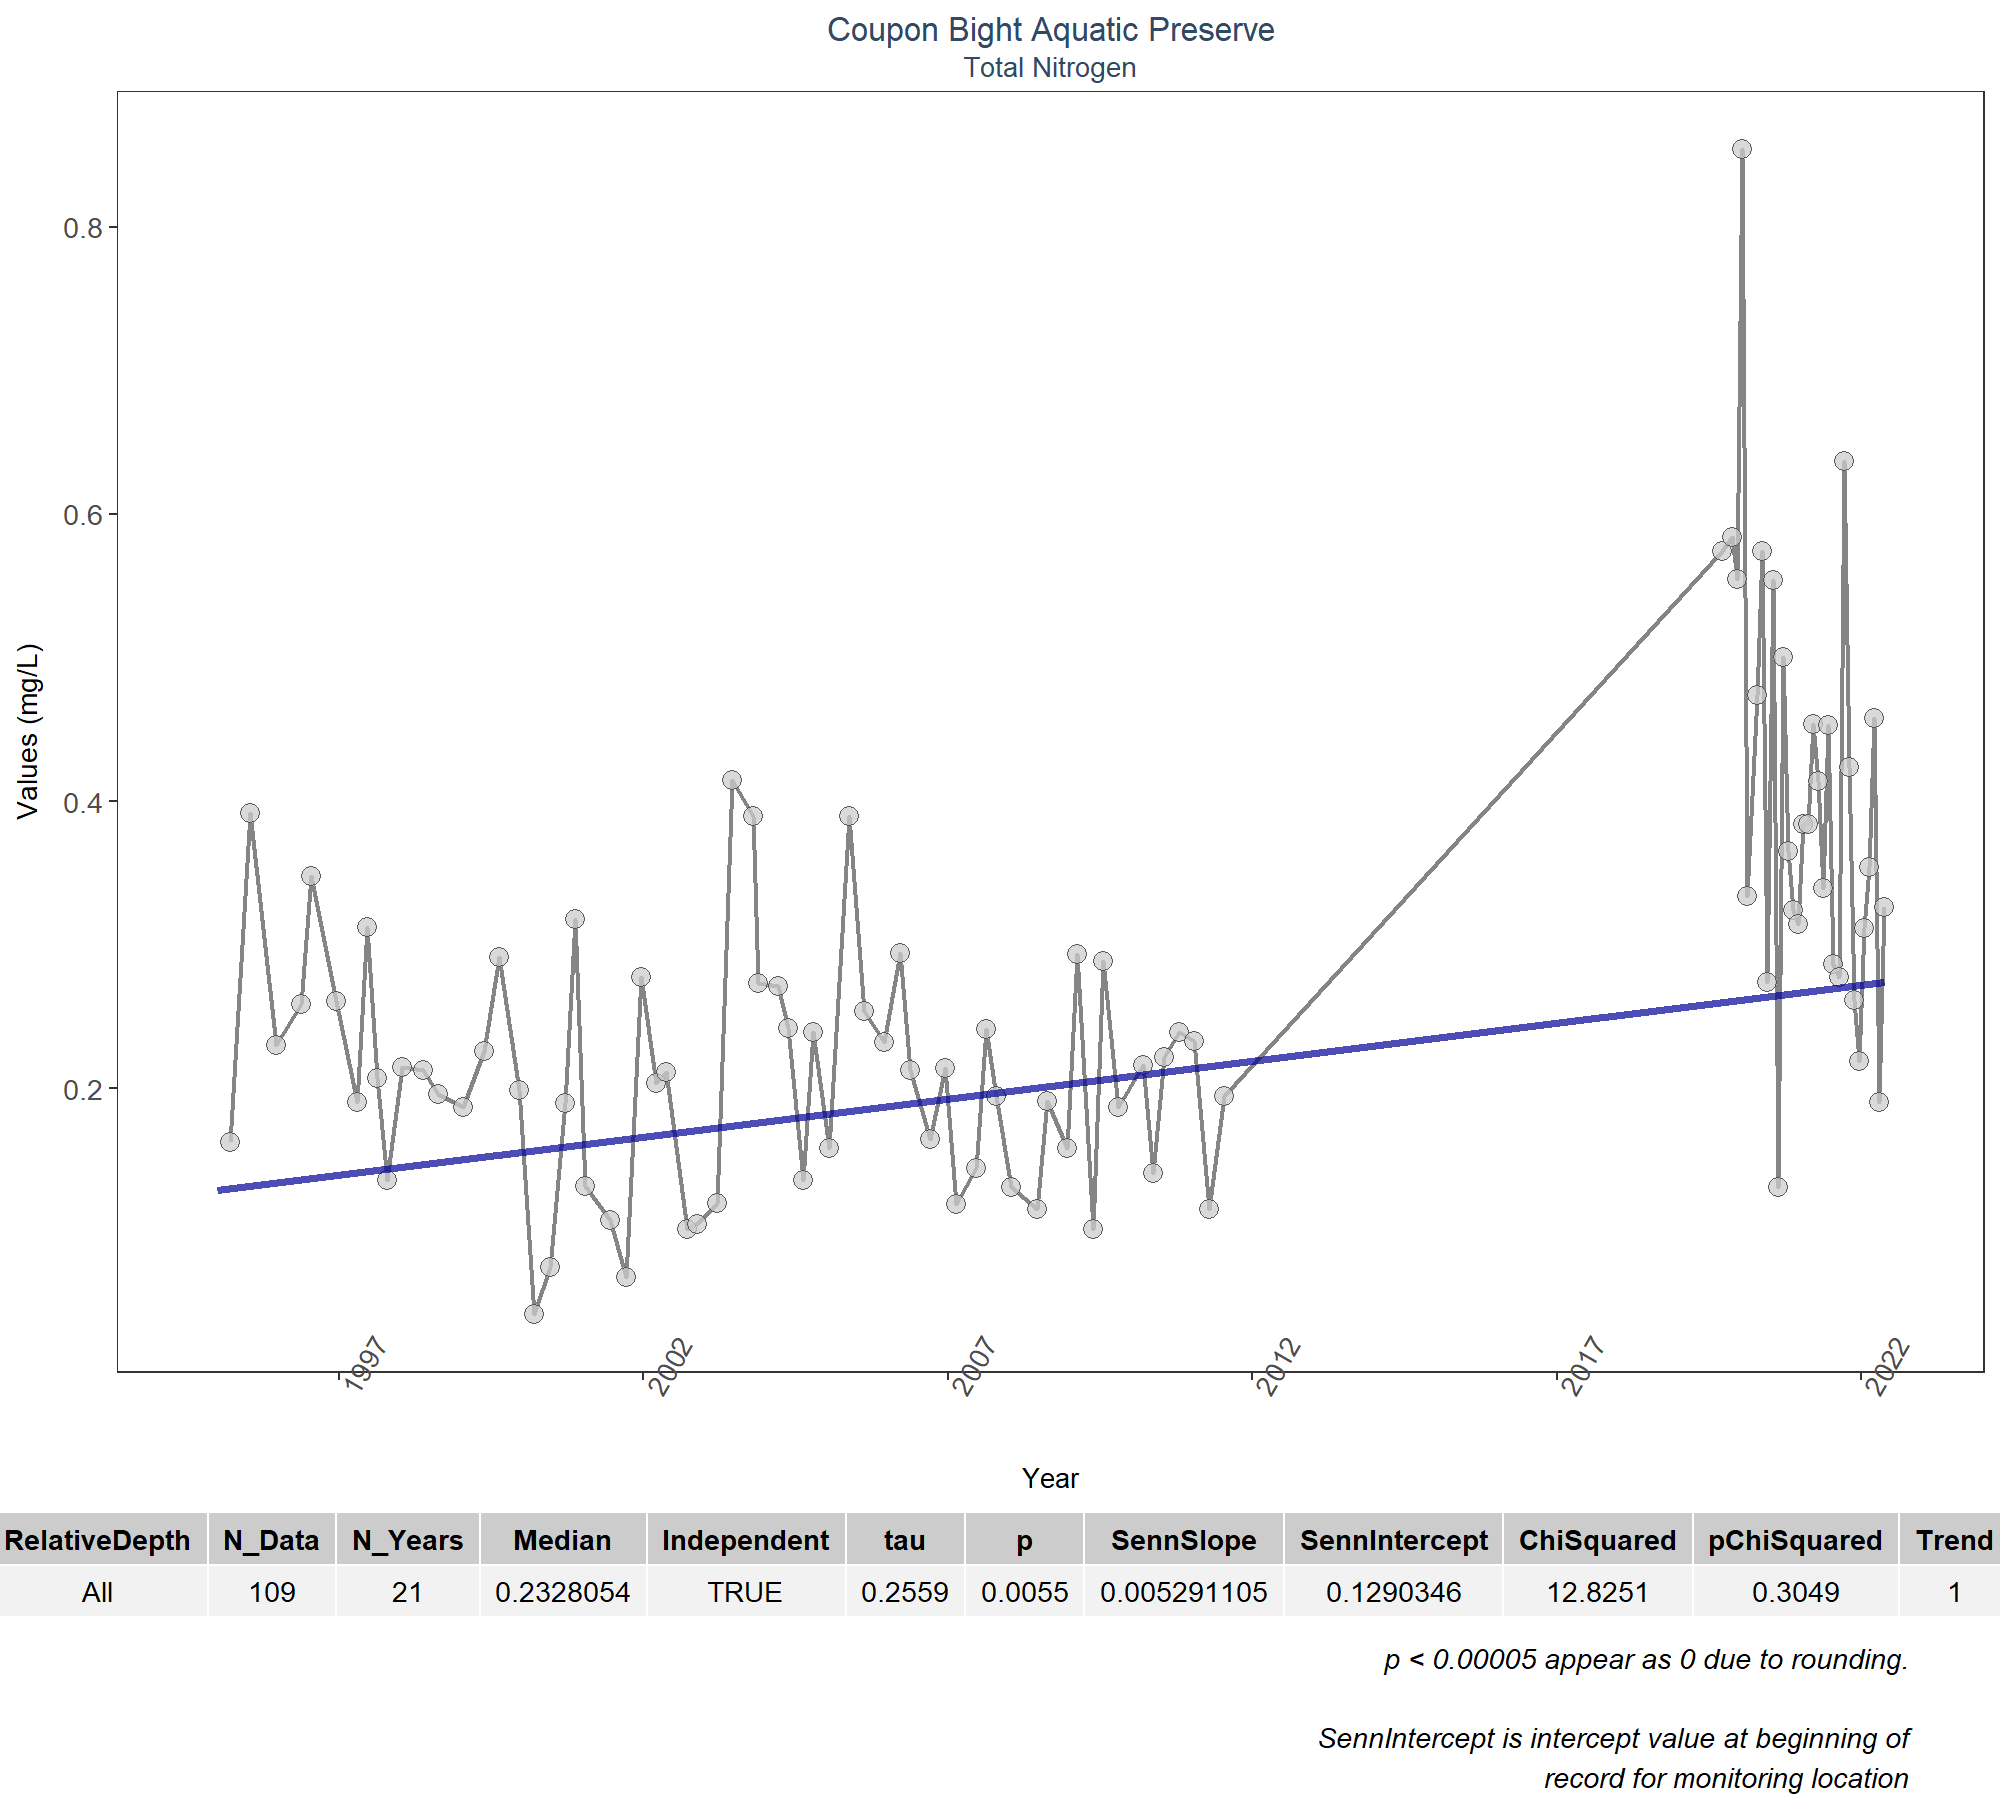 Coupon Bight Aquatic Preserve
Total Nitrogen
Values (mg/L)
0.8
0.6
0.4
0.2
1997 2002 2007 2012 2017 2022
Year
RelativeDepth N_Data N_Years Median Independent tau p SennSlope SennIntercept ChiSquared pChiSquared Trend
All 109 21 0.2328054 TRUE 0.2559 0.0055 0.005291105 0.1290346 12.8251 0.3049 1
p < 0.00005 appear as 0 due to rounding.
SennIntercept is intercept value at beginning of
record for monitoring location